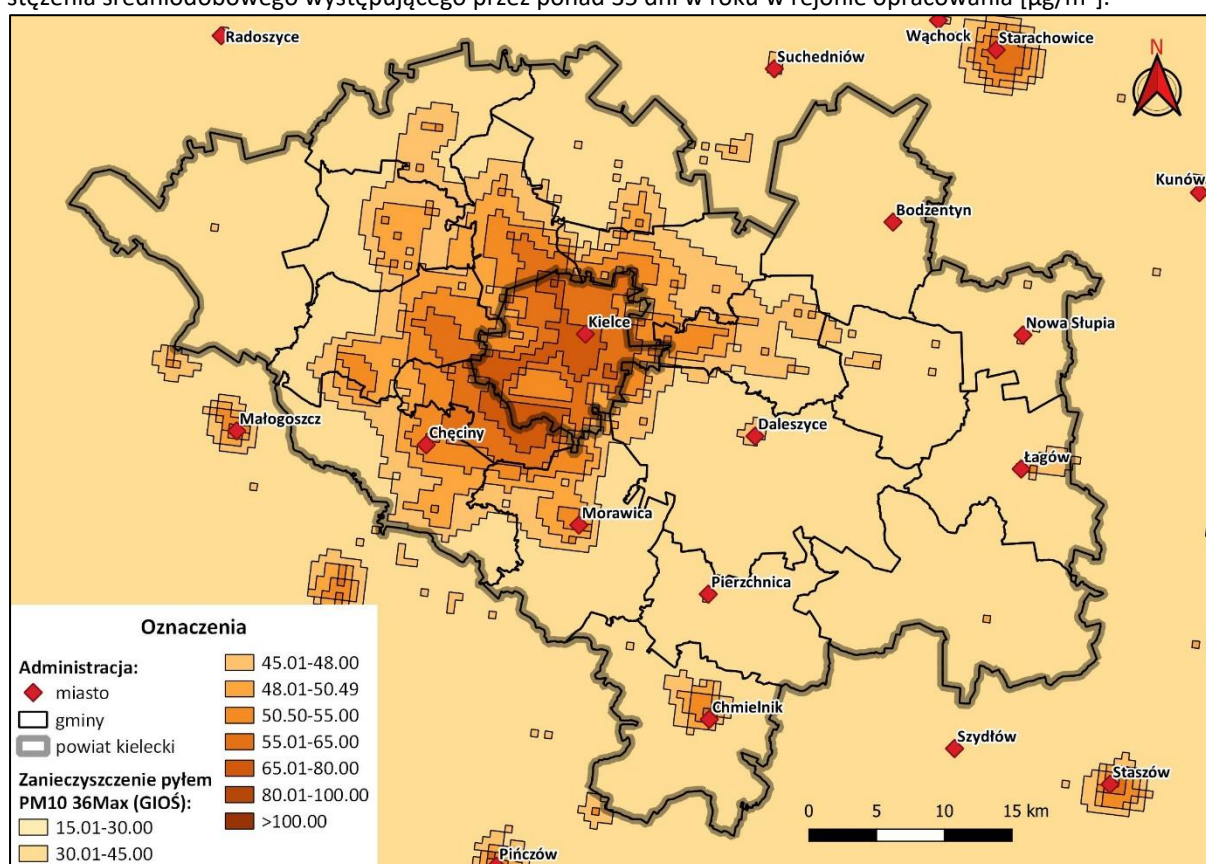 stężenia średniodobowego występującego przez ponad 35 dni w roku w rejonie opracowania [µg/m³].
Radoszyce
Wąchock
Starachowice
Suchedniów
N
Kunów
Bodzentyn
Kielce
Nowa Słupia
Małogoszcz
Chęciny
Daleszyce
Łagów
Morawica
Pierzchnica
Chmielnik
Szydłów
Staszów
Pińczów
Oznaczenia
Administracja:
miasto
gminy
powiat kielecki
Zanieczyszczenie pyłem
PM10 36Max (GIOŚ):
15.01-30.00
30.01-45.00
45.01-48.00
48.01-50.49
50.50-55.00
55.01-65.00
65.01-80.00
80.01-100.00
>100.00
0 5 10 15 km